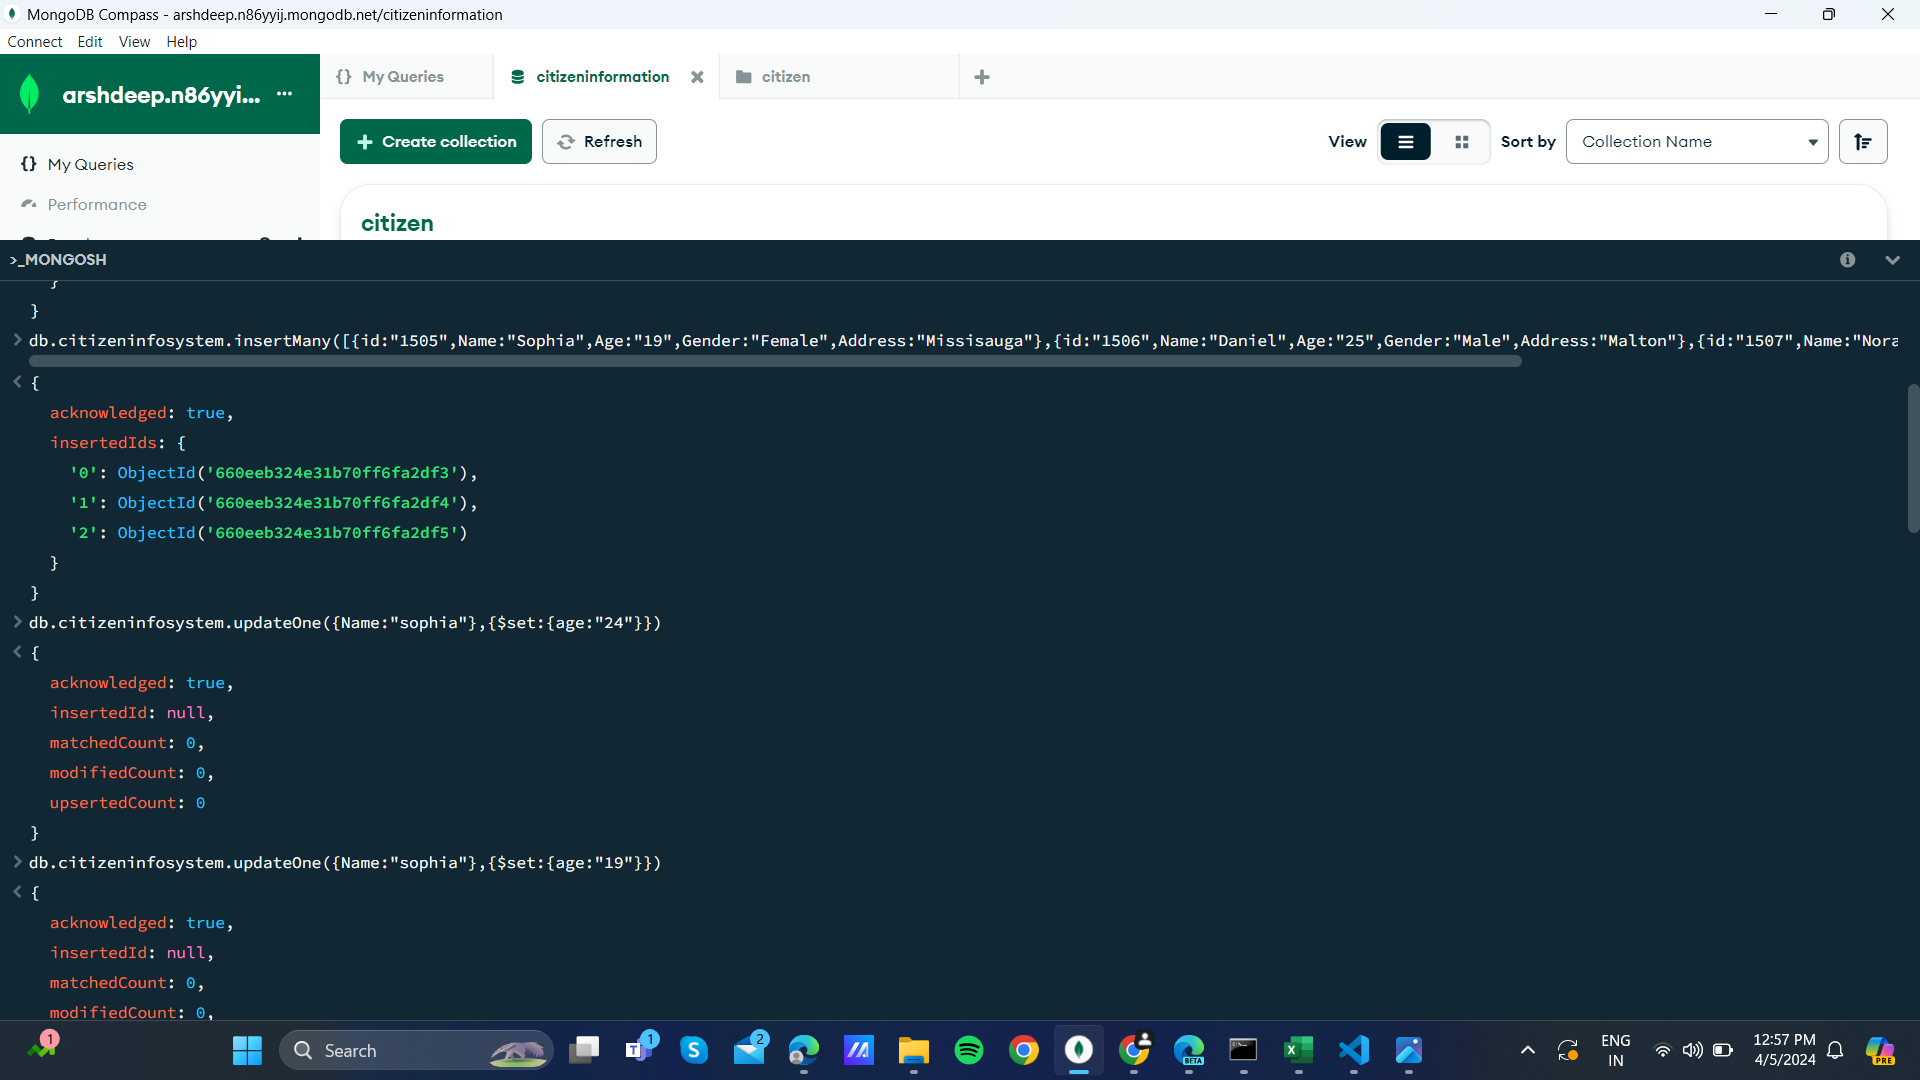 MongoDB Compass - arshdeep.n86yyij.mongodb.net/citizeninformation
Connect Edit View Help
arshdeep.n86yyi... ···
{} My Queries
citizeninformation
citizen
Create collection
Refresh
View
Sort by
Collection Name
{} My Queries
Performance
citizen
>_MONGOSH
}
}
db.citizeninfosystem.insertMany([{id:"1505",Name:"Sophia",Age:"19",Gender:"Female",Address:"Missisauga"},{id:"1506",Name:"Daniel",Age:"25",Gender:"Male",Address:"Malton"},{id:"1507",Name:"Nora
{
acknowledged: true,
insertedIds: {
'0': ObjectId('660eeb324e31b70ff6fa2df3'),
'1': ObjectId('660eeb324e31b70ff6fa2df4'),
'2': ObjectId('660eeb324e31b70ff6fa2df5')
}
}
db.citizeninfosystem.updateOne({Name:"sophia"},{$set:{age:"24"}})
{
acknowledged: true,
insertedId: null,
matchedCount: 0,
modifiedCount: 0,
upsertedCount: 0
}
db.citizeninfosystem.updateOne({Name:"sophia"},{$set:{age:"19"}})
{
acknowledged: true,
insertedId: null,
matchedCount: 0,
modifiedCount: 0,
1
Search
1
2
BETA
ENG
IN
12:57 PM
4/5/2024
PRE